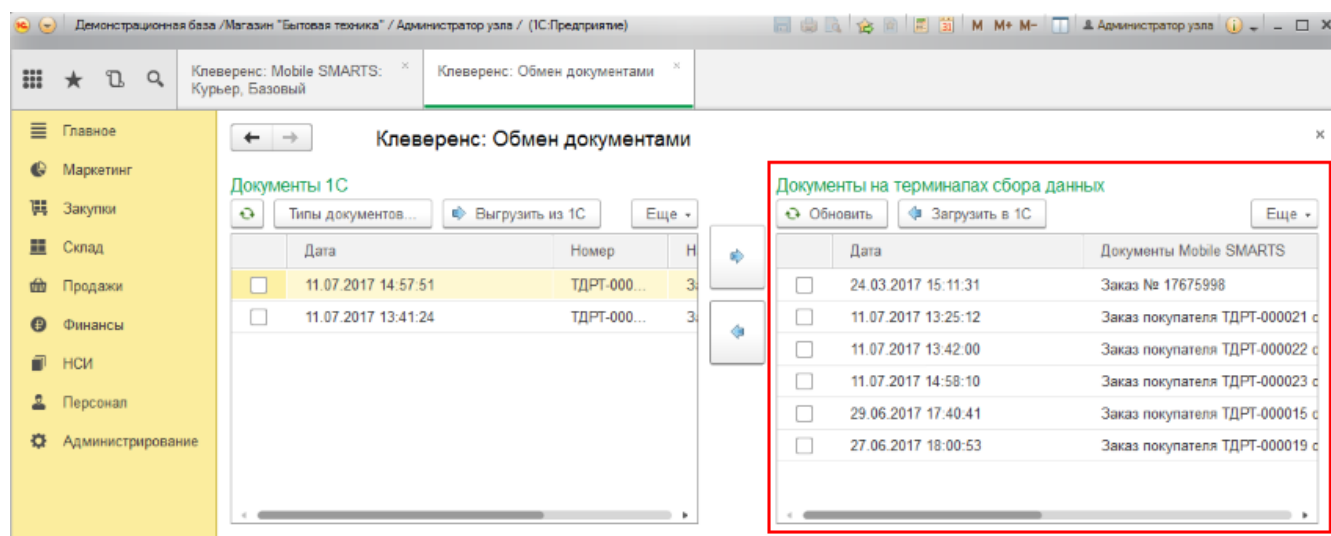 Демонстрационная база /Магазин "Бытовая техника" / Администратор узла / (1С:Предприятие)
M M+ M- Администратор узла
Клеверенс: Mobile SMARTS:
Курьер, Базовый
Клеверенс: Обмен документами
Главное
Маркетинг
Закупки
Склад
Продажи
Финансы
НСИ
Персонал
Администрирование
Клеверенс: Обмен документами
Документы 1С
Типы документов... Выгрузить из 1С Еще
Дата Номер Н
11.07.2017 14:57:51 ТДРТ-000...
11.07.2017 13:41:24 ТДРТ-000...
Документы на терминалах сбора данных
Обновить Загрузить в 1С Еще
Дата Документы Mobile SMARTS
24.03.2017 15:11:31 Заказ № 17675998
11.07.2017 13:25:12 Заказ покупателя ТДРТ-000021 о
11.07.2017 13:42:00 Заказ покупателя ТДРТ-000022 о
11.07.2017 14:58:10 Заказ покупателя ТДРТ-000023 о
29.06.2017 17:40:41 Заказ покупателя ТДРТ-000015 о
27.06.2017 18:00:53 Заказ покупателя ТДРТ-000019 о